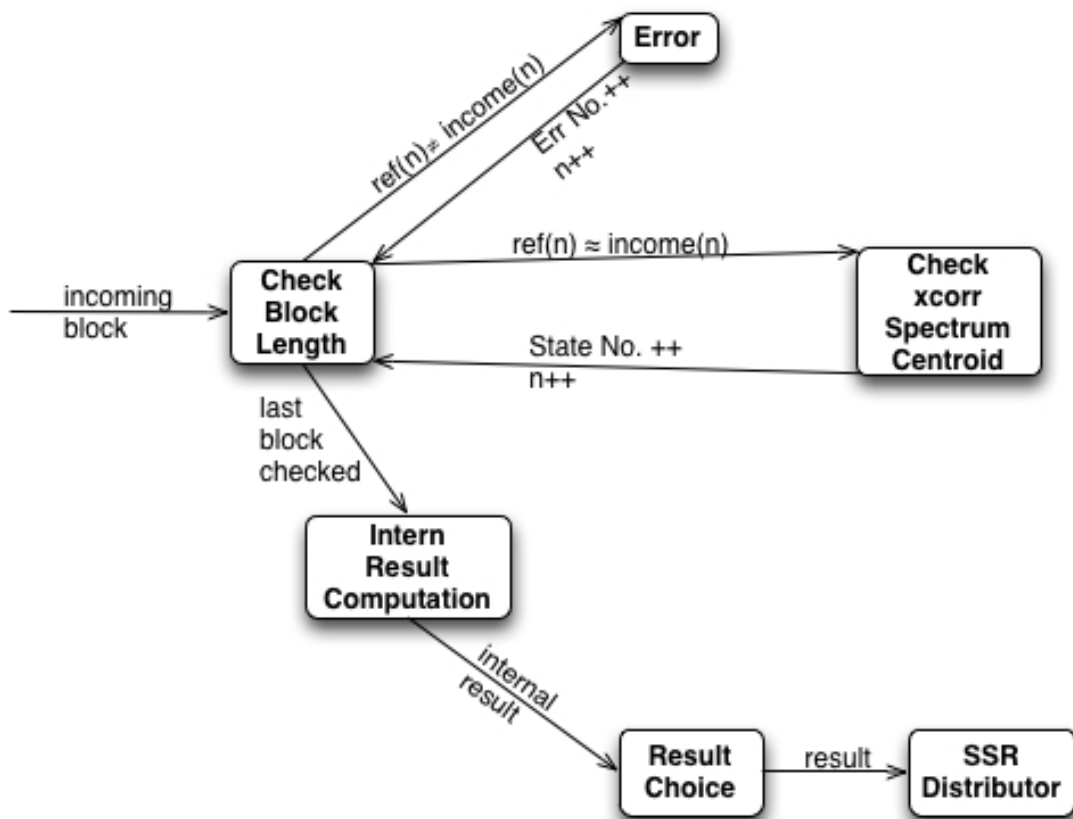 Error
ref(n)≠ income(n)
Err No.++
n++
ref(n) ≈ income(n)
Check
Block
Length
Check
xcorr
Spectrum
Centroid
incoming
block
State No. ++
n++
last
block
checked
Intern
Result
Computation
internal
result
Result
Choice
result
SSR
Distributor